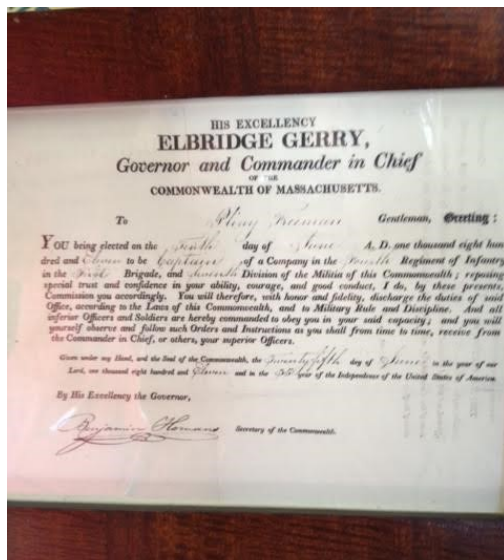 HIS EXCELLENCY
ELBRIDGE GERRY,
Governor and Commander in Chief
OF THE
COMMONWEALTH OF MASSACHUSETTS.
To Pliny Freeman Gentleman, Greeting:
YOU being elected on the Tenth day of June A. D. one thousand eight hun
dred and Eleven to be Captain of a Company in the Fourth Regiment of Infantry
in the First Brigade, and Seventh Division of the Militia of this Commonwealth; reposing
special trust and confidence in your ability, courage, and good conduct, I do, by these presents,
Commission you accordingly. You will therefore, with honor and fidelity, discharge the duties of said
Office, according to the Laws of this Commonwealth, and to Military Rule and Discipline. And all
inferior Officers and Soldiers are hereby commanded to obey you in your said capacity; and you will
yourself observe and follow such Orders and Instructions as you shall from time to time, receive from
the Commander in Chief, or others, your superior Officers.
Given under my Hand, and the Seal of the Commonwealth, the Twenty fifth day of June in the year of our
Lord, one thousand eight hundred and Eleven and in the 35 year of the Independence of the United States of America.
By His Excellency the Governor,
Benjamin Homans Secretary of the Commonwealth.